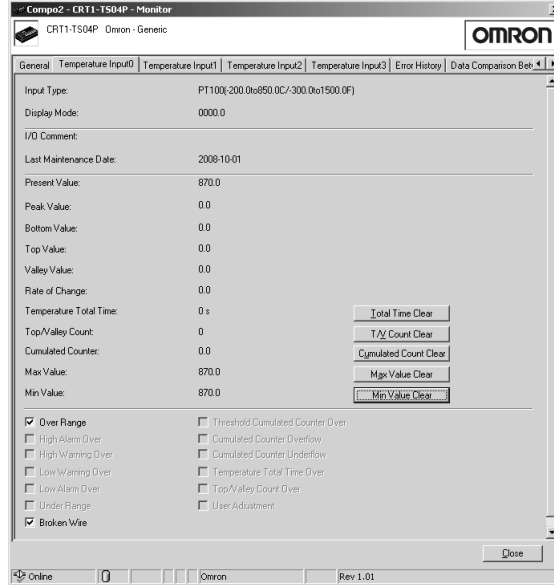 Compo2 - CRT1-TS04P - Monitor
CRT1-TS04P Omron - Generic
OMRON
General
Temperature Input0
Temperature Input1
Temperature Input2
Temperature Input3
Error History
Data Comparison Bet
Input Type: PT100(-200.0to850.0C/-300.0to1500.0F)
Display Mode: 0000.0
I/O Comment:
Last Maintenance Date: 2008-10-01
Present Value: 870.0
Peak Value: 0.0
Bottom Value: 0.0
Top Value: 0.0
Valley Value: 0.0
Rate of Change: 0.0
Temperature Total Time: 0 s Total Time Clear
Top/Valley Count: 0 T/V Count Clear
Cumulated Counter: 0.0 Cumulated Count Clear
Max Value: 870.0 Max Value Clear
Min Value: 870.0 Min Value Clear
Over Range Threshold Cumulated Counter Over
High Alarm Over Cumulated Counter Overflow
High Warning Over Cumulated Counter Underflow
Low Warning Over Temperature Total Time Over
Low Alarm Over Top/Valley Count Over
Under Range User Adjustment
Broken Wire
Close
Online Omron Rev 1.01